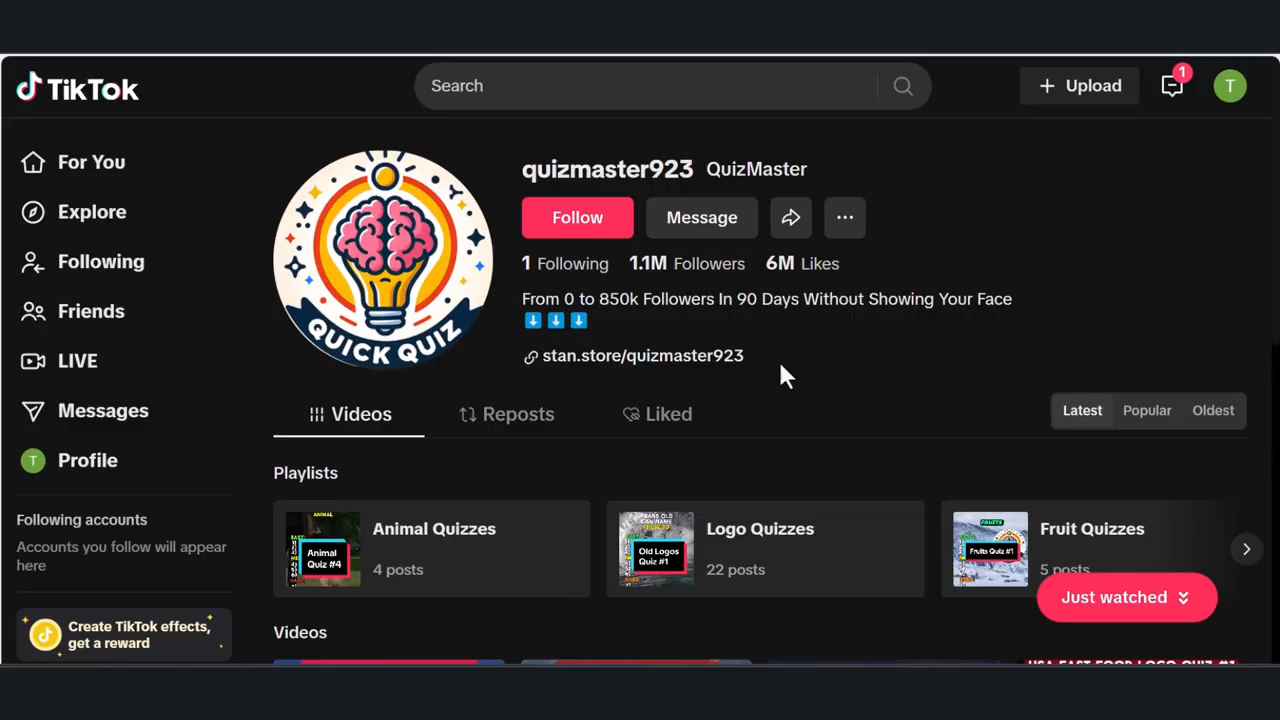 TikTok
Search
Upload
1
T
For You
Explore
Following
Friends
LIVE
Messages
T
Profile
Following accounts
Accounts you follow will appear
here
Create TikTok effects,
get a reward
QUICK QUIZ
quizmaster923 QuizMaster
Follow
Message
1 Following 1.1M Followers 6M Likes
From 0 to 850k Followers In 90 Days Without Showing Your Face
stan.store/quizmaster923
Videos
Reposts
Liked
Latest
Popular
Oldest
Playlists
ANIMAL
Animal
Quiz #4
Animal Quizzes
4 posts
Old Logos
Quiz #1
Logo Quizzes
22 posts
FRUITS
Fruits Quiz #1
Fruit Quizzes
5 posts
Just watched
Videos
USA FAST FOOD LOGO QUIZ #1